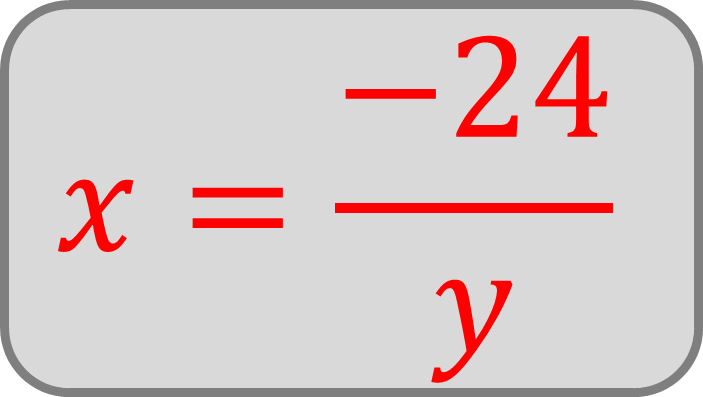 x = −24/y